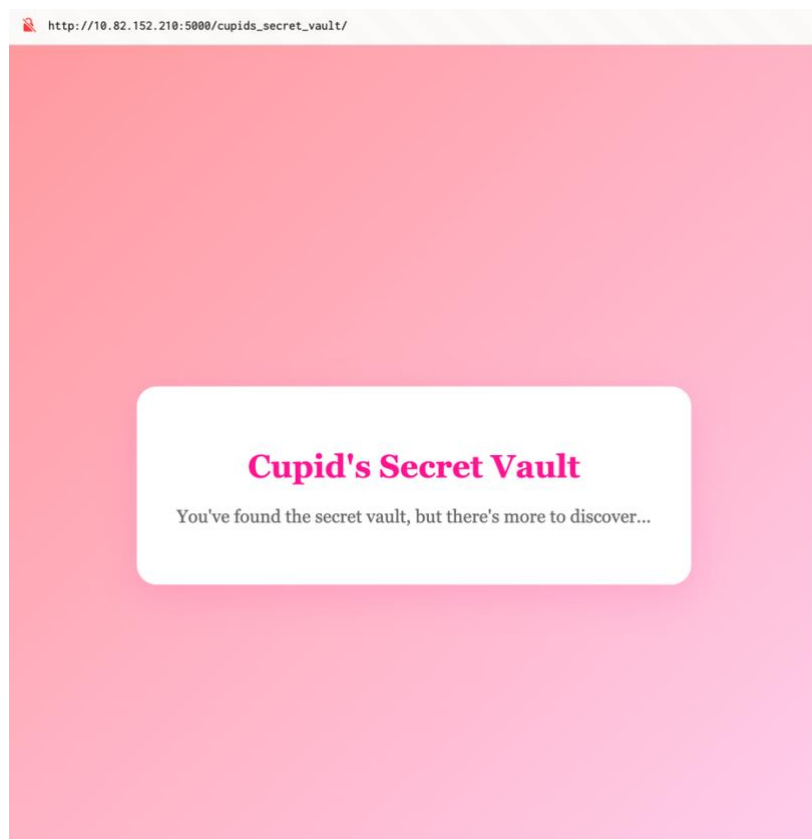 http://10.82.152.210:5000/cupids_secret_vault/
Cupid's Secret Vault
You've found the secret vault, but there's more to discover...